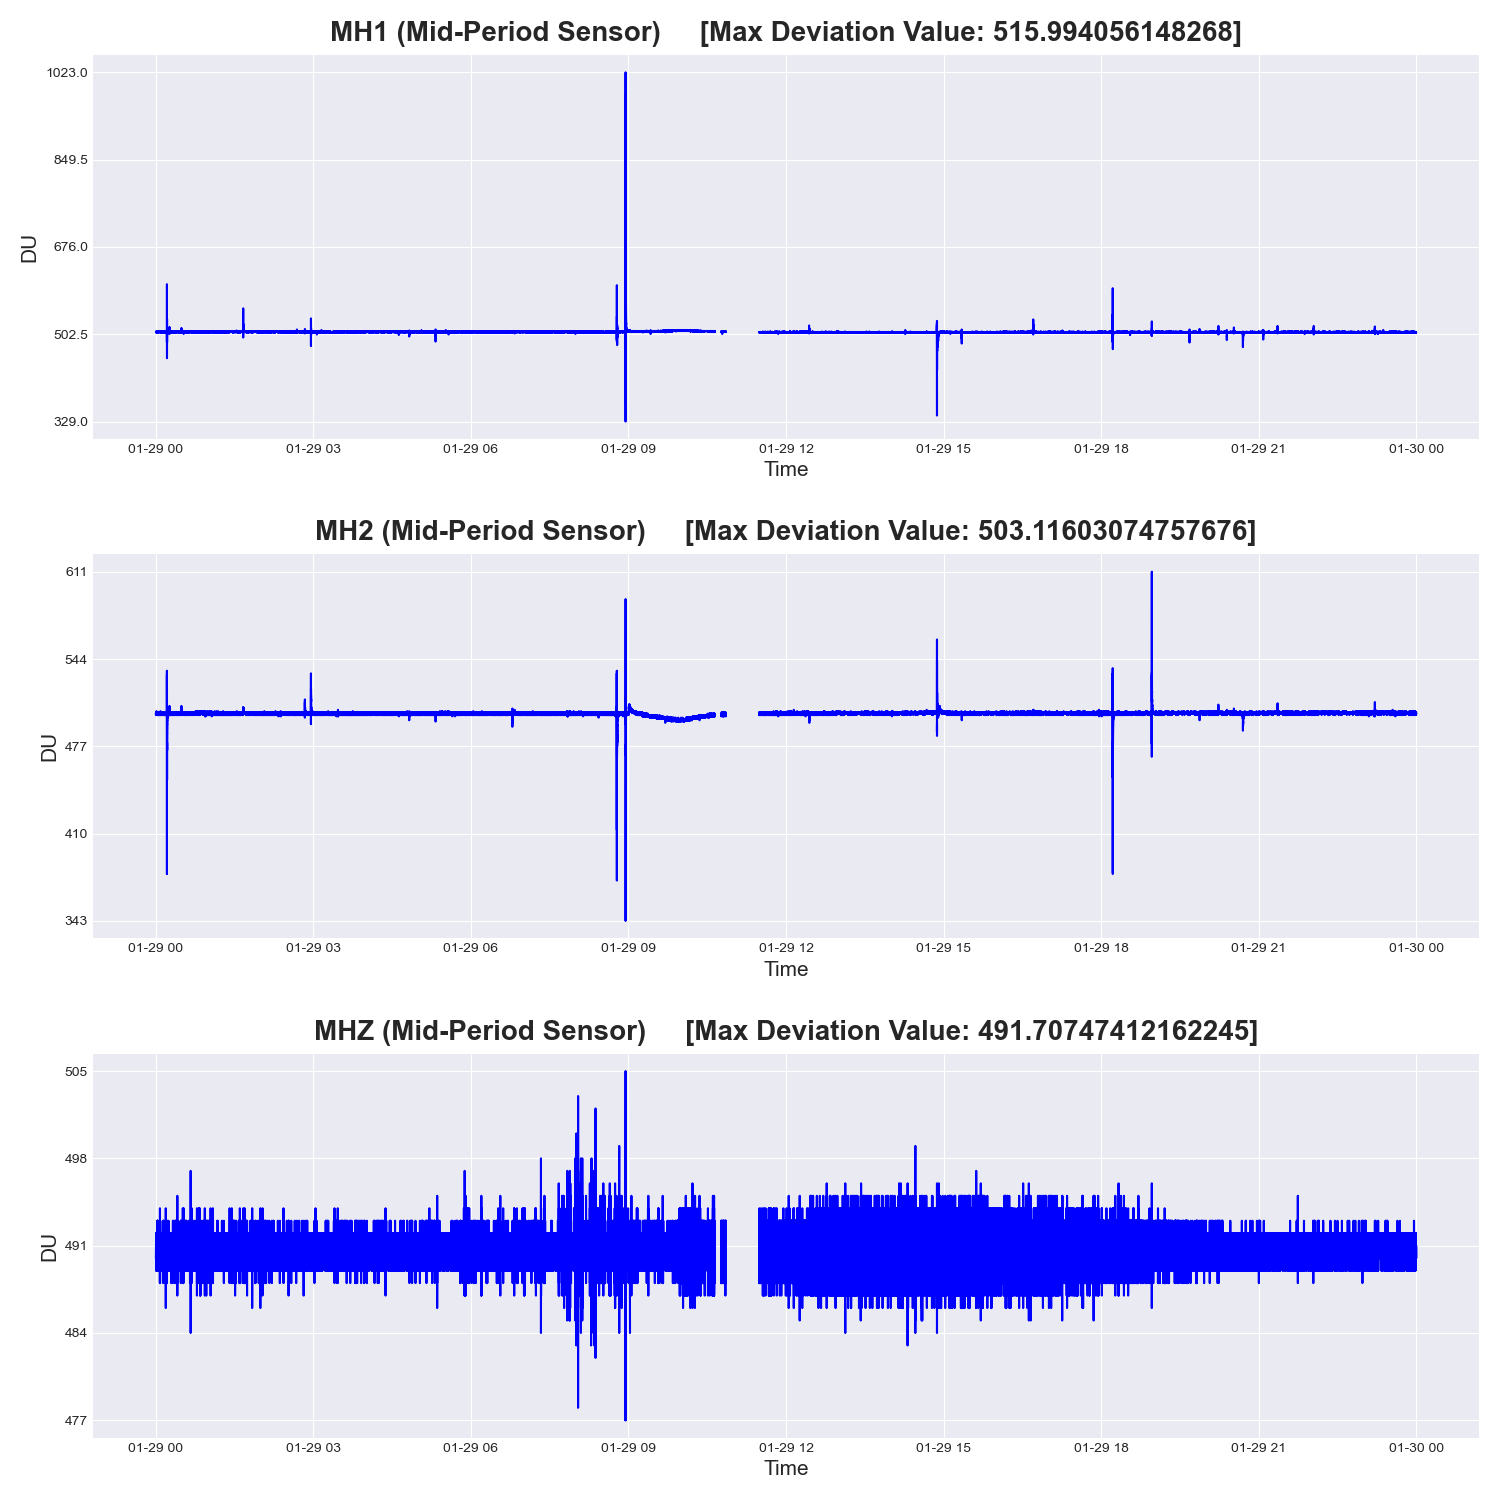 MH1 (Mid-Period Sensor) [Max Deviation Value: 515.994056148268]
1023.0
849.5
676.0
502.5
329.0
DU
01-29 00 01-29 03 01-29 06 01-29 09 01-29 12 01-29 15 01-29 18 01-29 21 01-30 00
Time
MH2 (Mid-Period Sensor) [Max Deviation Value: 503.11603074757676]
611
544
477
410
343
DU
01-29 00 01-29 03 01-29 06 01-29 09 01-29 12 01-29 15 01-29 18 01-29 21 01-30 00
Time
MHZ (Mid-Period Sensor) [Max Deviation Value: 491.70747412162245]
505
498
491
484
477
DU
01-29 00 01-29 03 01-29 06 01-29 09 01-29 12 01-29 15 01-29 18 01-29 21 01-30 00
Time